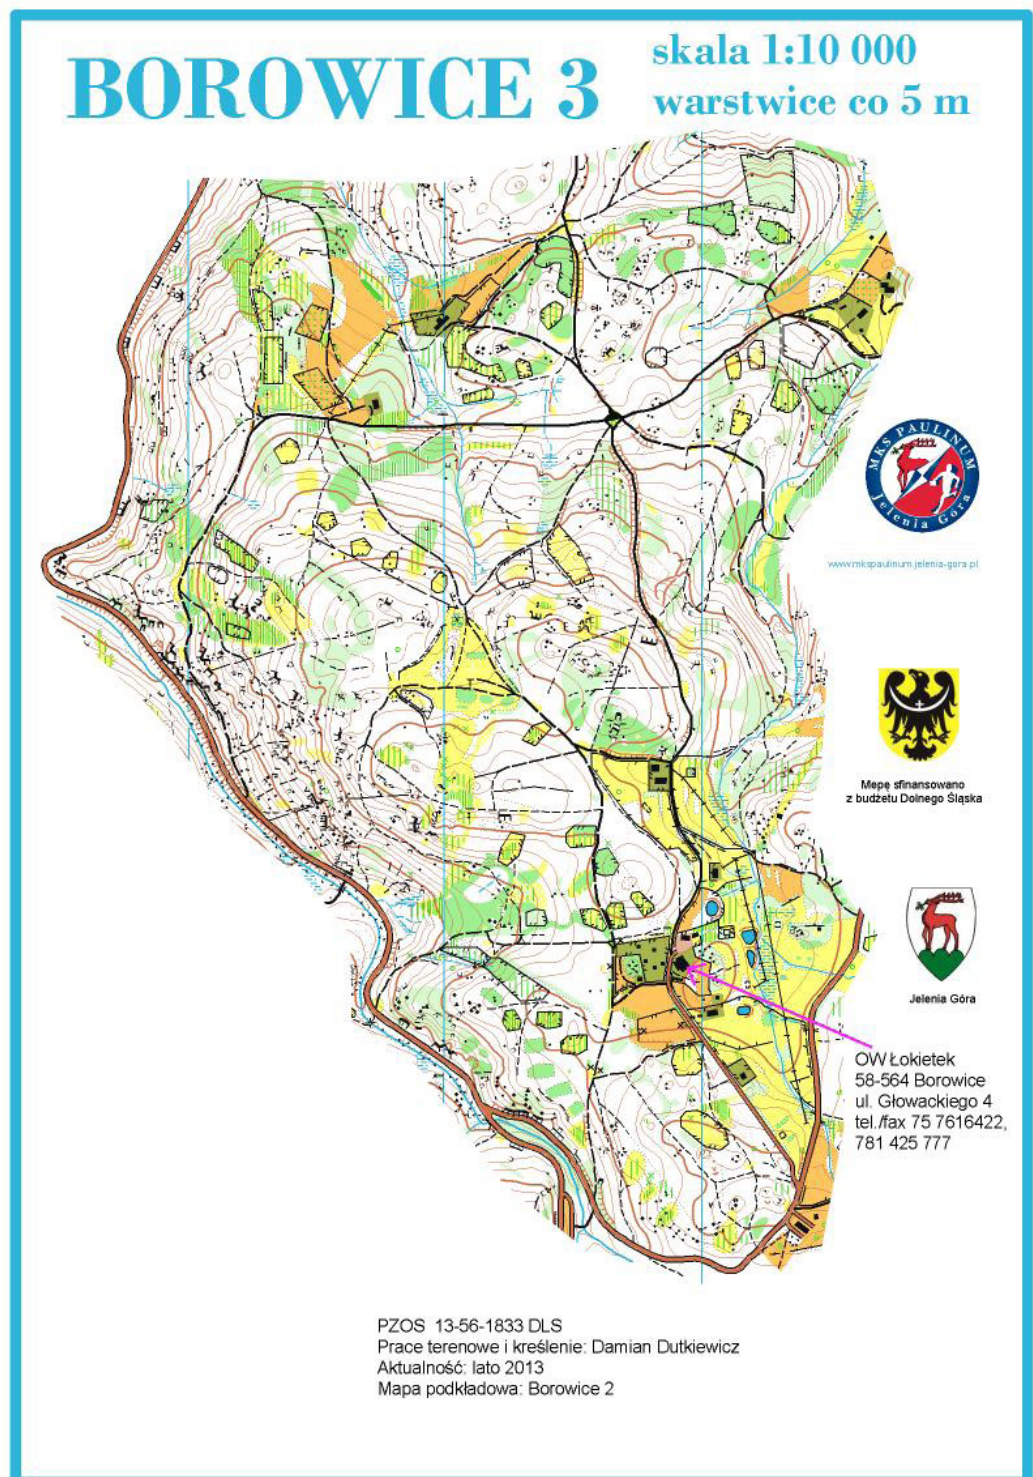 BOROWICE 3
skala 1:10 000
warstwice co 5 m
MKS PAULINUM
Jelenia Góra
www.mkspaulinum.jelenia-gora.pl
Mepę sfinansowano
z budżetu Dolnego Śląska
Jelenia Góra
OW Łokietek
58-564 Borowice
ul. Głowackiego 4
tel./fax 75 7616422,
781 425 777
PZOS 13-56-1833 DLS
Prace terenowe i kreślenie: Damian Dutkiewicz
Aktualność: lato 2013
Mapa podkładowa: Borowice 2